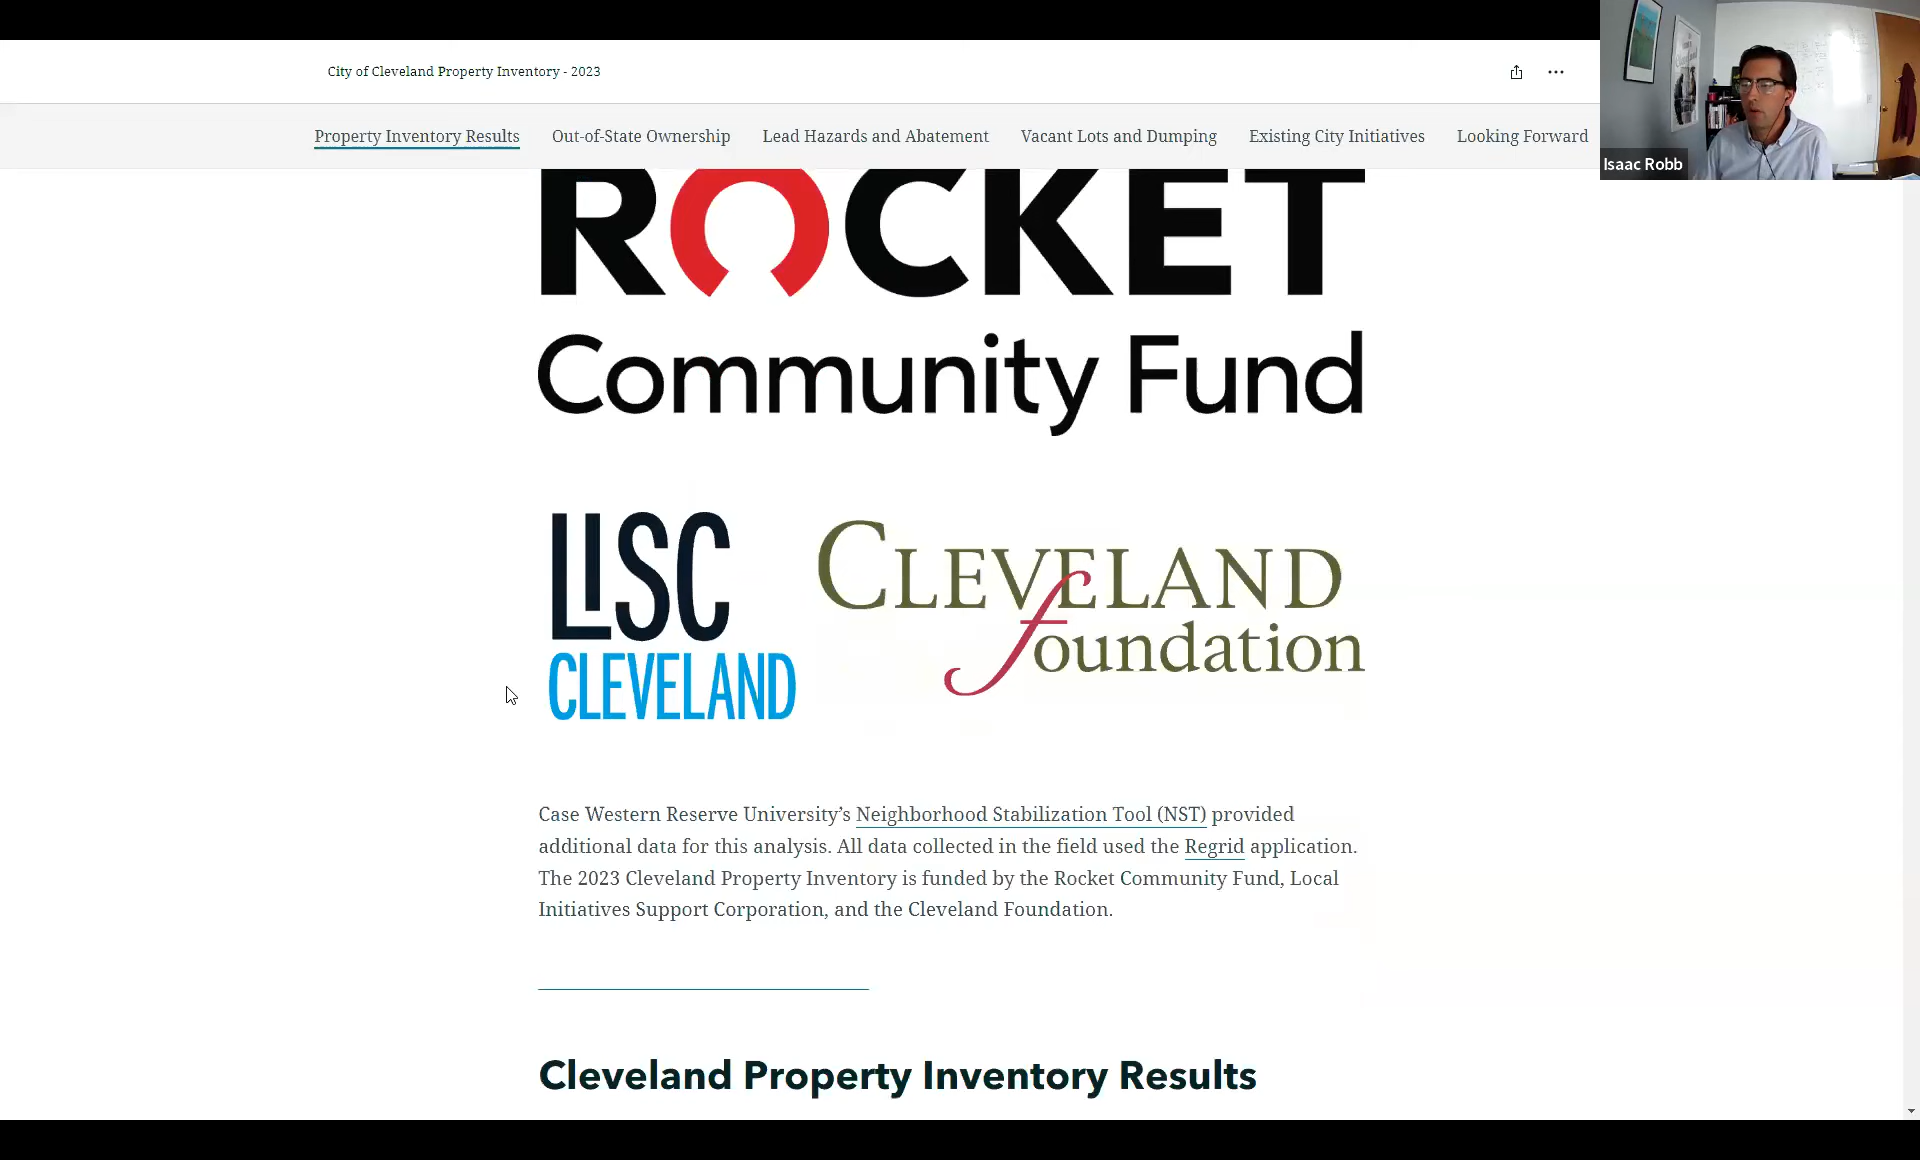 City of Cleveland Property Inventory - 2023
Property Inventory Results Out-of-State Ownership Lead Hazards and Abatement Vacant Lots and Dumping Existing City Initiatives Looking Forward
Isaac Robb
ROCKET
Community Fund
LISC
CLEVELAND
CLEVELAND
foundation
Case Western Reserve University’s Neighborhood Stabilization Tool (NST) provided
additional data for this analysis. All data collected in the field used the Regrid application.
The 2023 Cleveland Property Inventory is funded by the Rocket Community Fund, Local
Initiatives Support Corporation, and the Cleveland Foundation.
Cleveland Property Inventory Results